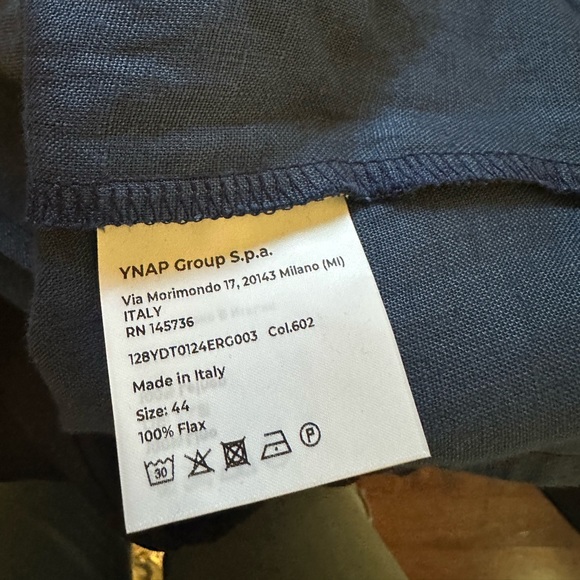 YNAP Group S.p.a.
Via Morimondo 17, 20143 Milano (MI)
ITALY
RN 145736
128YDT0124ERG003 Col.602
Made in Italy
Size: 44
100% Flax
30
P